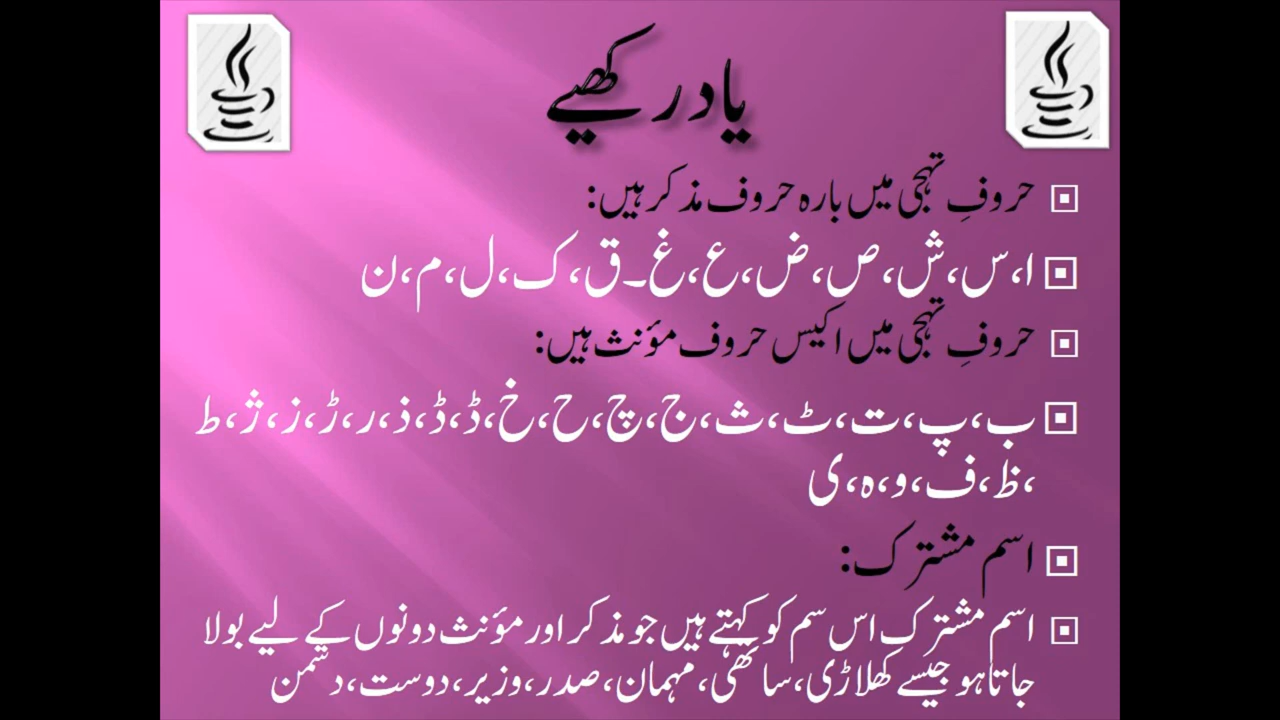 یاد رکھیے
حروفِ تہجی میں بارہ حروف مذکر ہیں:
ا،س،ش،ص،ض،ع،غ۔ق،ک،ل،م،ن
حروفِ تہجی میں اکیس حروف مؤنث ہیں:
ب،پ،ت،ٹ،ث،ج،چ،ح،خ،ڈ،ڈ،ذ،ر،ڑ،ز،ژ،ط
،ظ،ف،و،ہ،ی
اسم مشترک:
اسم مشترک اس سم کو کہتے ہیں جو مذکر اور مؤنث دونوں کے لیے بولا
جاتا ہو جیسے کھلاڑی،ساتھی،مہمان،صدر،وزیر،دوست،دشمن